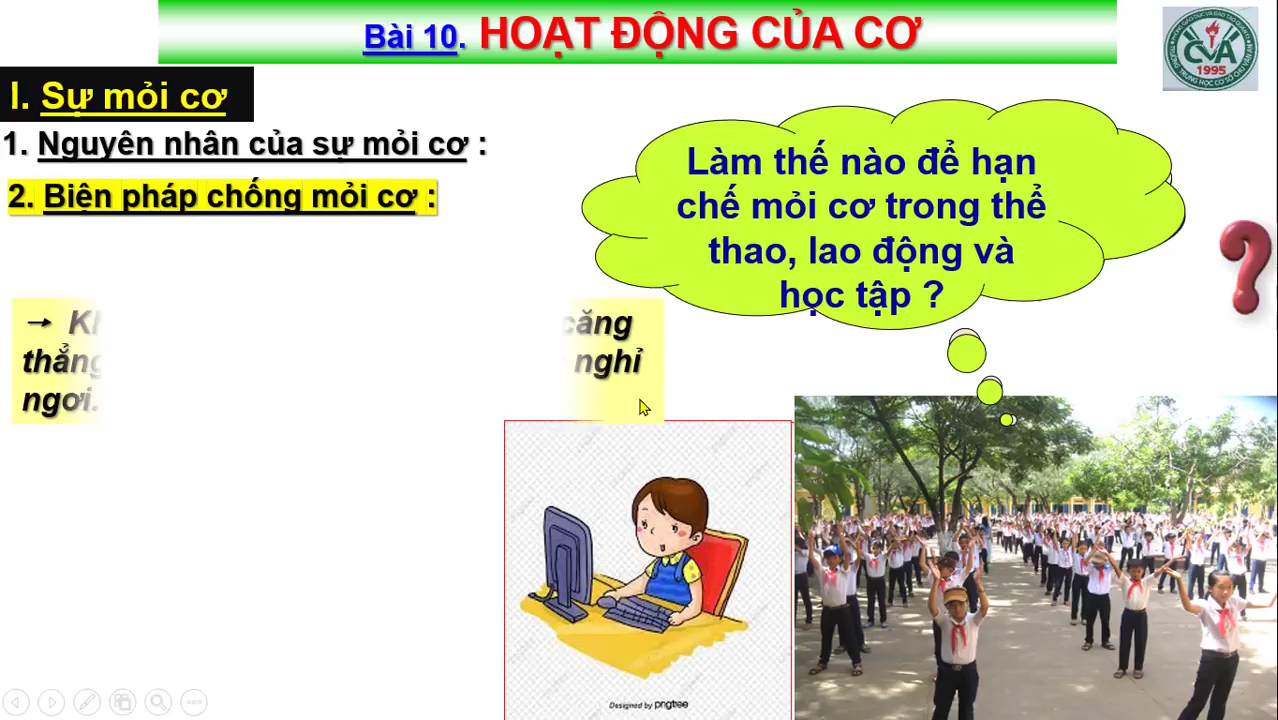 Bài 10. HOẠT ĐỘNG CỦA CƠ
CVA
1995
I. Sự mỏi cơ
1. Nguyên nhân của sự mỏi cơ :
2. Biện pháp chống mỏi cơ :
Làm thế nào để hạn
chế mỏi cơ trong thể
thao, lao động và
học tập ?
?
→ căng
thẳng nghỉ
ngơi.
Designed by pngtree